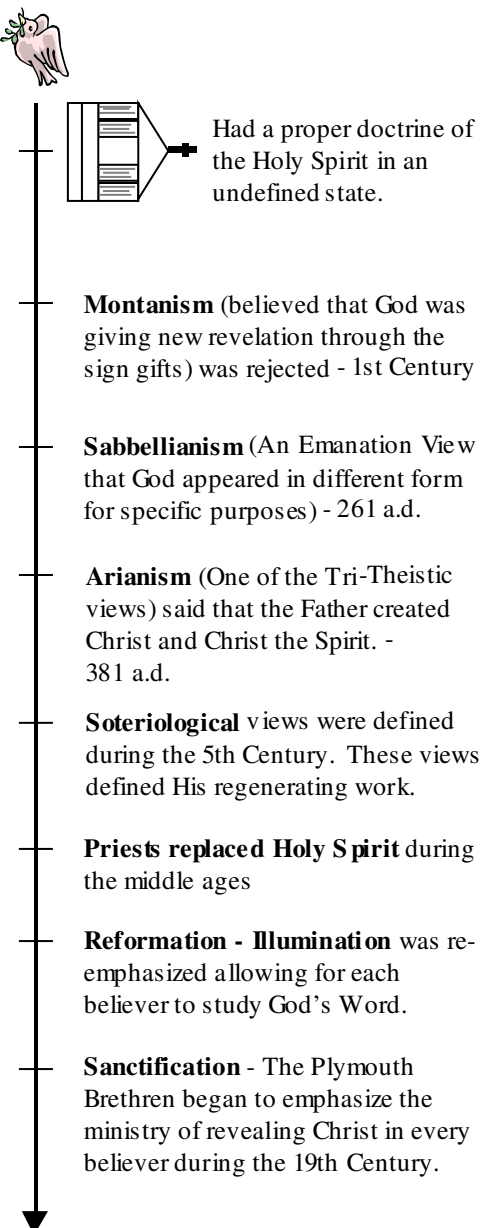 Had a proper doctrine of
the Holy Spirit in an
undefined state.
Montanism (believed that God was
giving new revelation through the
sign gifts) was rejected - 1st Century
Sabbellianism (An Emanation View
that God appeared in different form
for specific purposes) - 261 a.d.
Arianism (One of the Tri-Theistic
views) said that the Father created
Christ and Christ the Spirit. -
381 a.d.
Soteriological views were defined
during the 5th Century. These views
defined His regenerating work.
Priests replaced Holy Spirit during
the middle ages
Reformation - Illumination was re-
emphasized allowing for each
believer to study God's Word.
Sanctification - The Plymouth
Brethren began to emphasize the
ministry of revealing Christ in every
believer during the 19th Century.